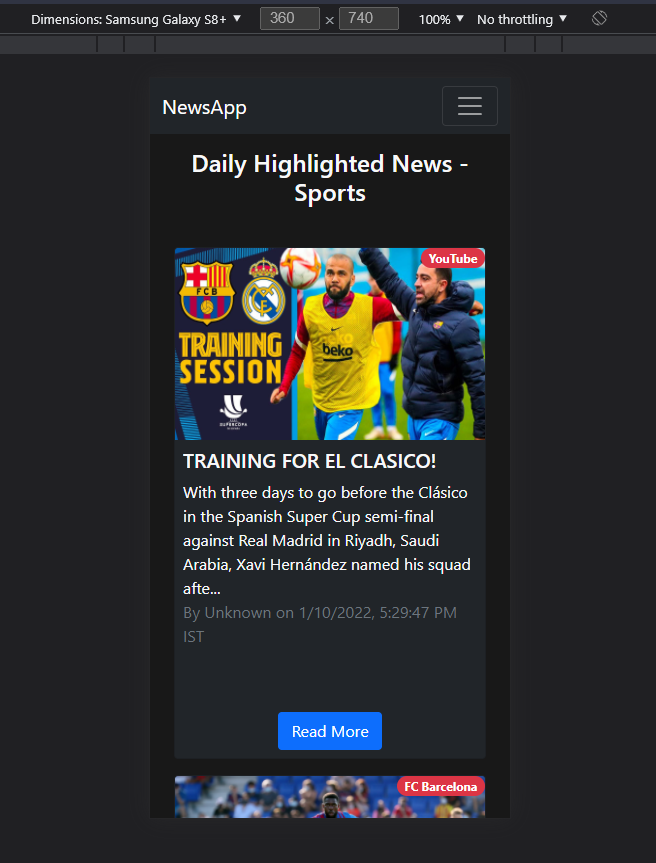 Dimensions: Samsung Galaxy S8+ ▼ 360 × 740 100% ▼ No throttling ▼
NewsApp
Daily Highlighted News -
Sports
YouTube
FCB
TRAINING
SESSION
SUPERCOPA
beko
TRAINING FOR EL CLASICO!
With three days to go before the Clásico
in the Spanish Super Cup semi-final
against Real Madrid in Riyadh, Saudi
Arabia, Xavi Hernández named his squad
afte...
By Unknown on 1/10/2022, 5:29:47 PM
IST
Read More
FC Barcelona